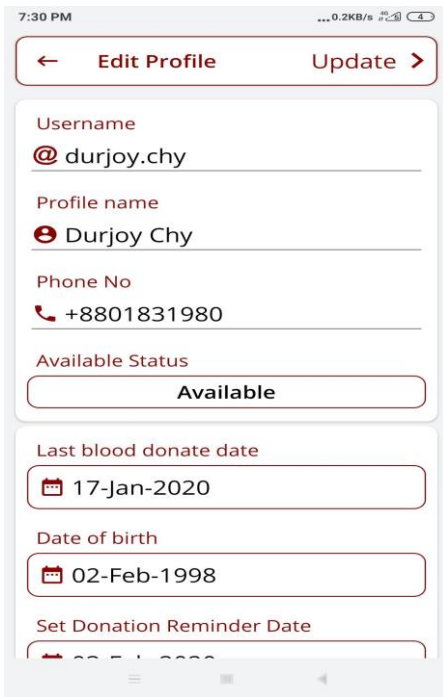 7:30 PM ...0.2KB/s 4G 4
← Edit Profile Update >
Username
@ durjoy.chy
Profile name
Durjoy Chy
Phone No
+8801831980
Available Status
Available
Last blood donate date
17-Jan-2020
Date of birth
02-Feb-1998
Set Donation Reminder Date